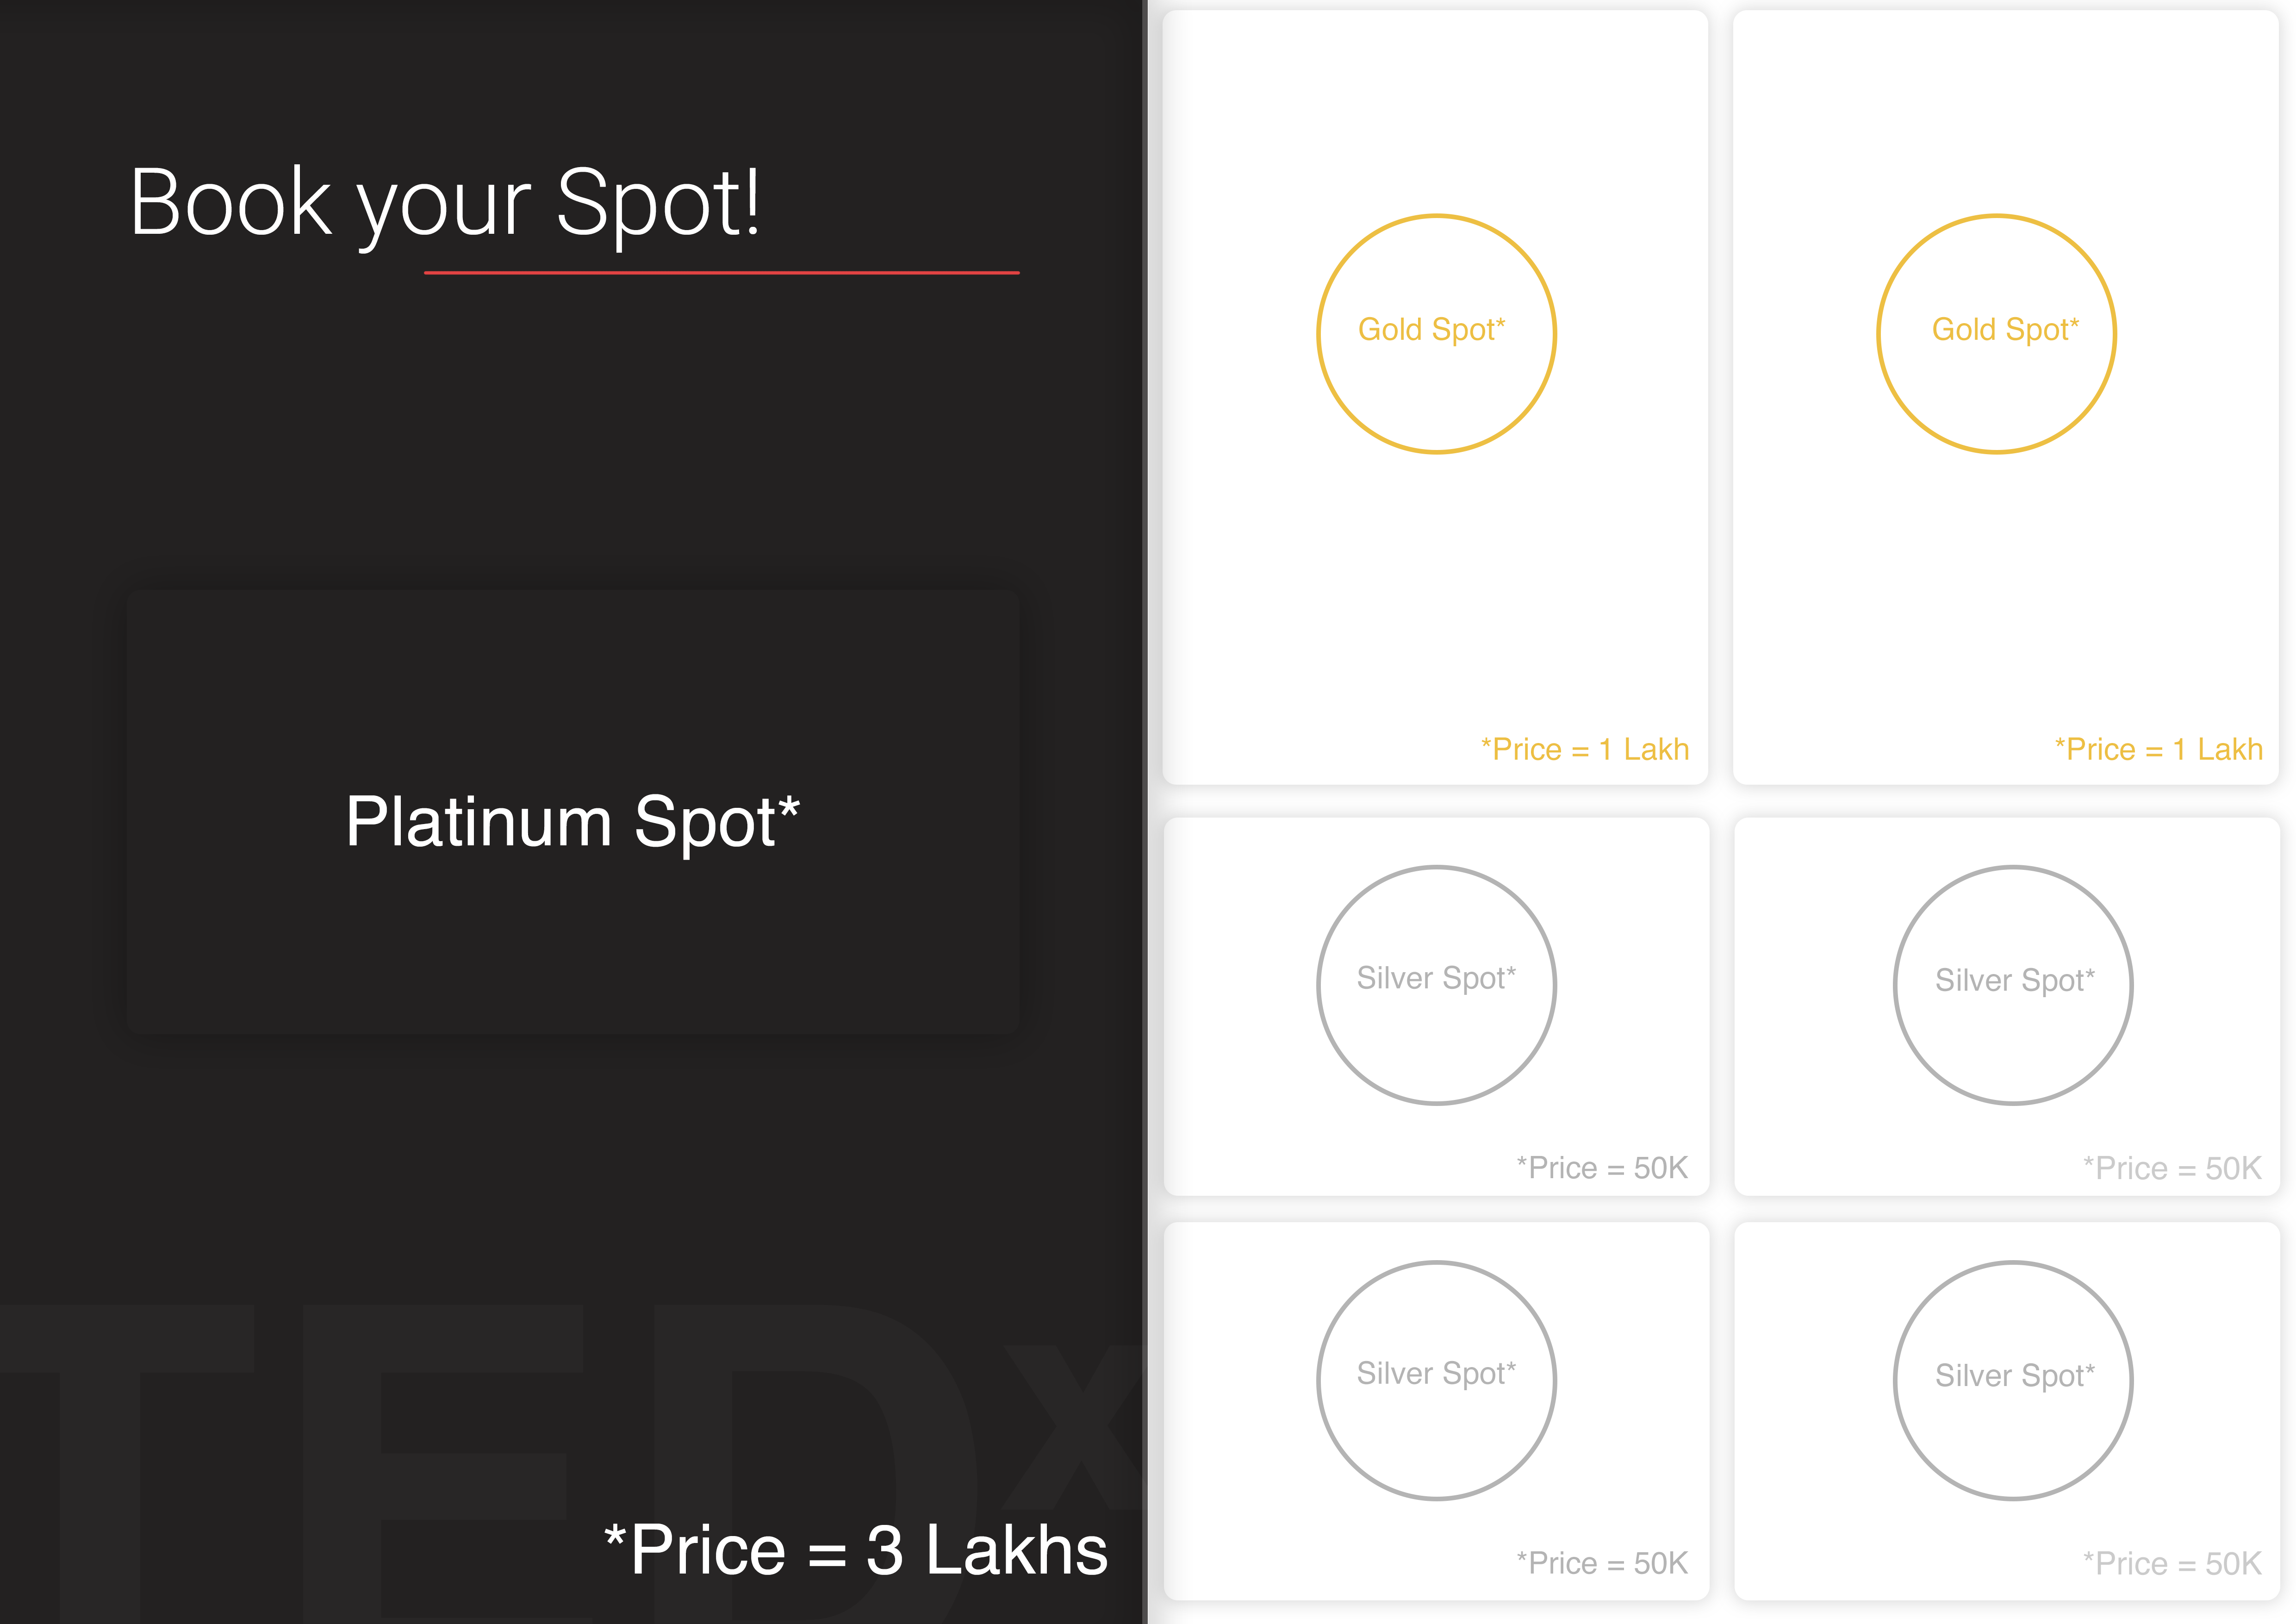 Book your Spot!
Platinum Spot*
TEDx
*Price = 3 Lakhs
Gold Spot*
*Price = 1 Lakh
Gold Spot*
*Price = 1 Lakh
Silver Spot*
*Price = 50K
Silver Spot*
*Price = 50K
Silver Spot*
*Price = 50K
Silver Spot*
*Price = 50K